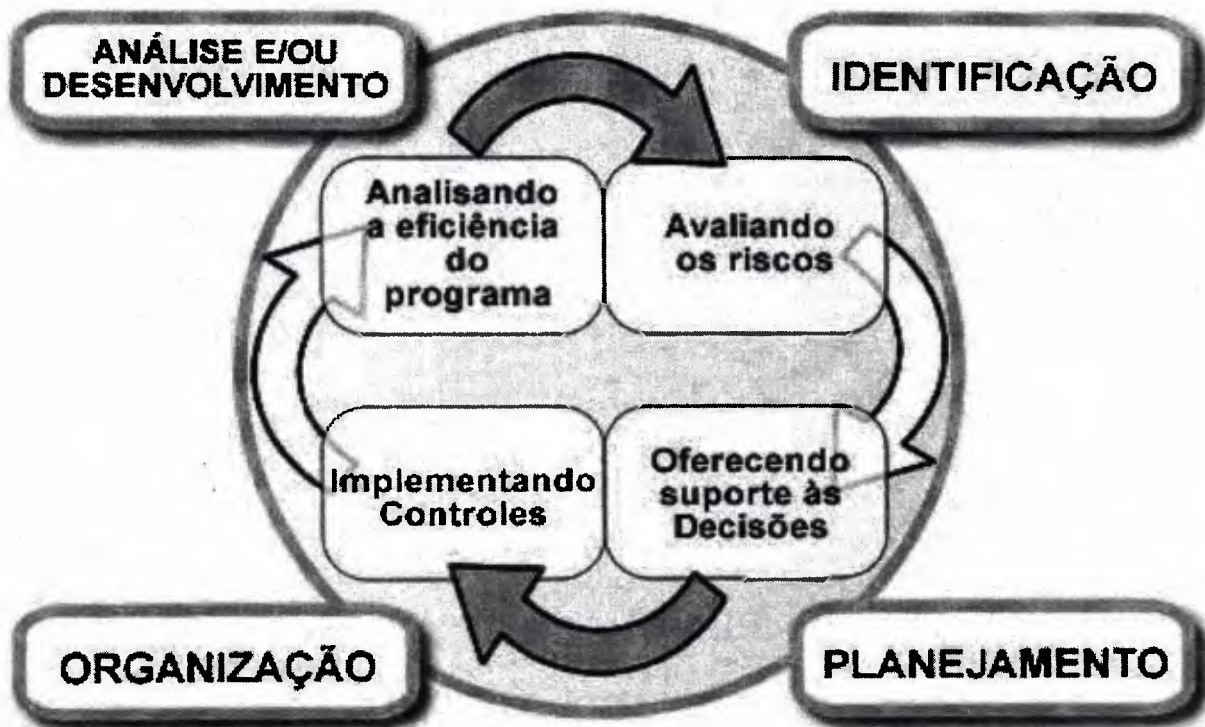 ANÁLISE E/OU
DESENVOLVIMENTO
IDENTIFICAÇÃO
Analisando
a eficiência
do
programa
Avaliando
os riscos
Implementando
Controles
Oferecendo
suporte às
Decisões
ORGANIZAÇÃO
PLANEJAMENTO